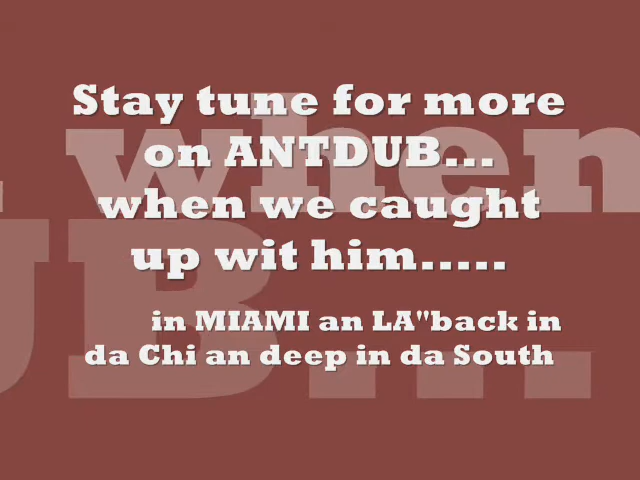 Stay tune for more
on ANTDUB...
when we caught
up wit him.....
in MIAMI an LA"back in
da Chi an deep in da South